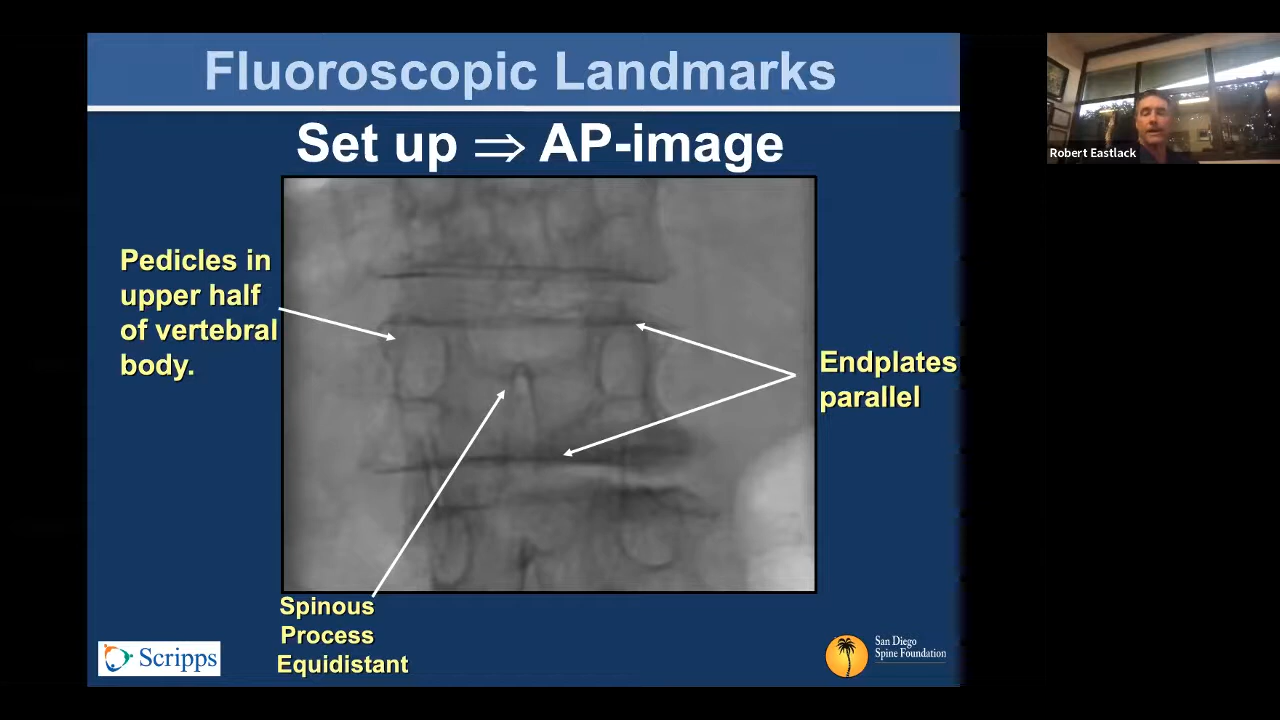 Fluoroscopic Landmarks
Set up ⇒ AP-image
Pedicles in
upper half
of vertebral
body.
Endplates
parallel
Spinous
Process
Equidistant
Scripps
San Diego
Spine Foundation
Robert Eastlack